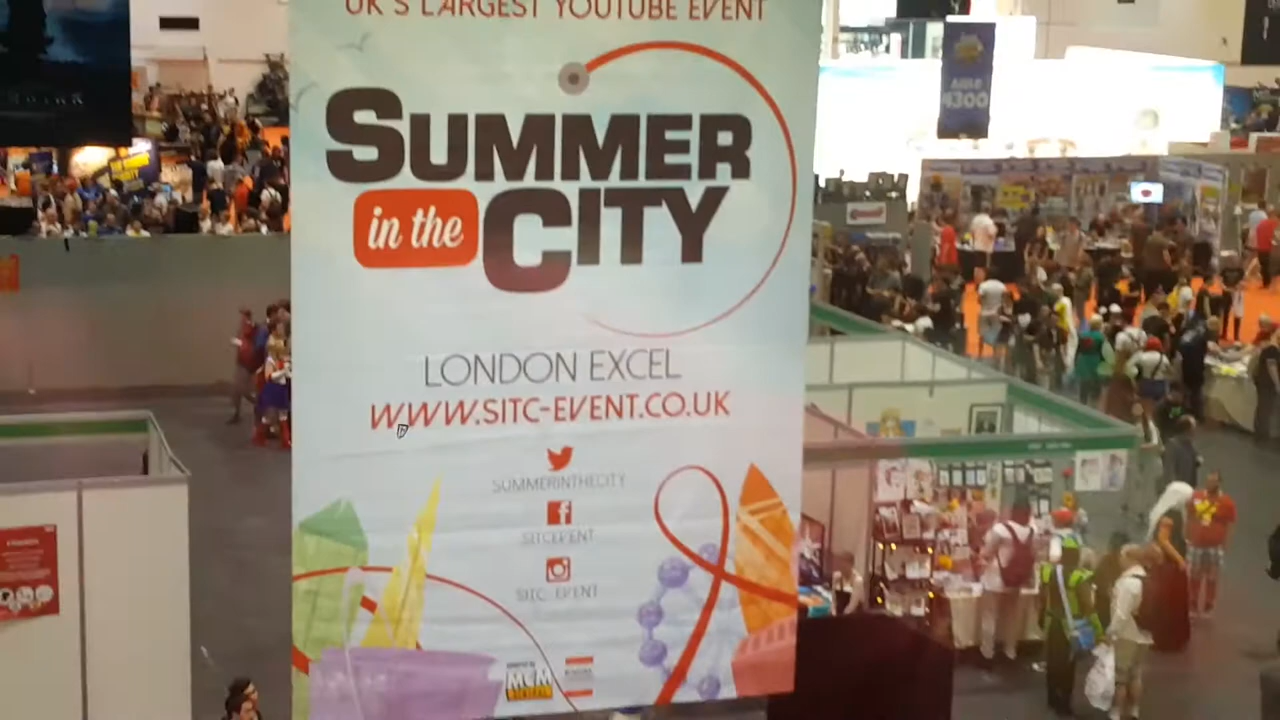 UK'S LARGEST YOUTUBE EVENT
SUMMER
in the CITY
LONDON EXCEL
WWW.SITC-EVENT.CO.UK
SUMMERINTHECITY
SITCEVENT
SITC_EVENT
MCM
AISLE
4300